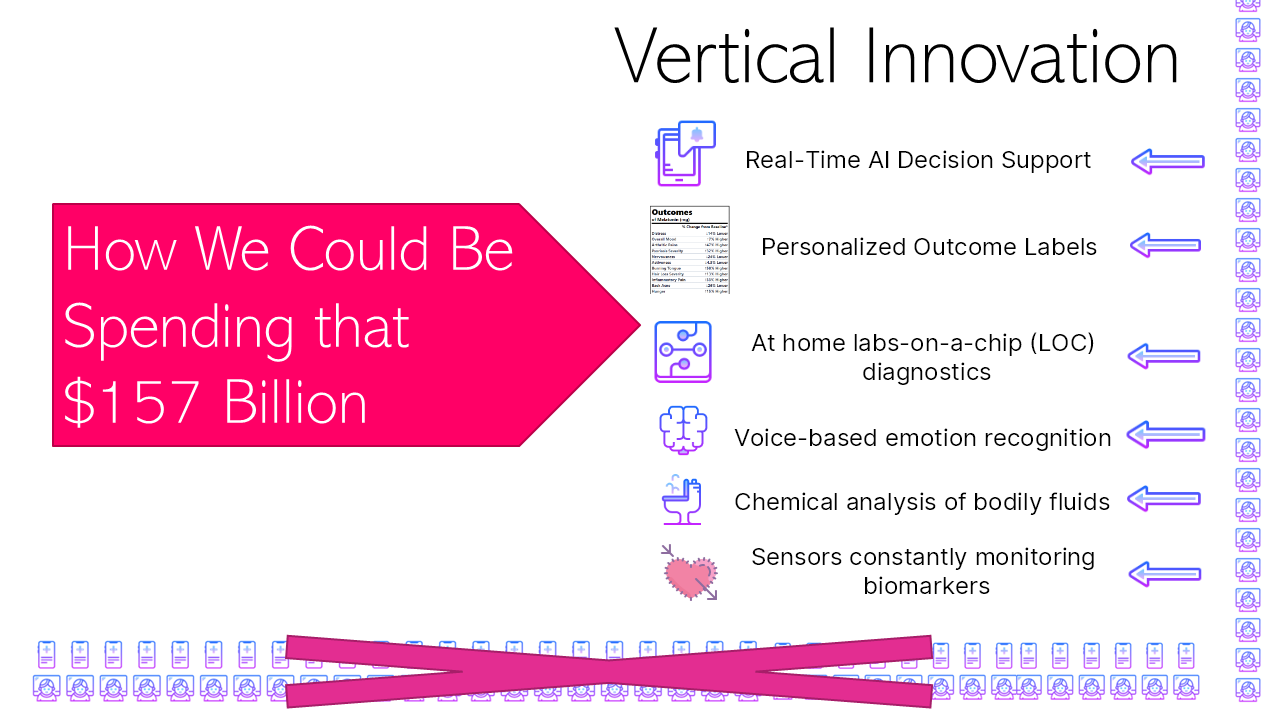 Vertical Innovation
How We Could Be
Spending that
$157 Billion
Real-Time AI Decision Support
Outcomes
of Melatonin (mg)
% Change from Baseline*
Personalized Outcome Labels
At home labs-on-a-chip (LOC)
diagnostics
Voice-based emotion recognition
Chemical analysis of bodily fluids
Sensors constantly monitoring
biomarkers